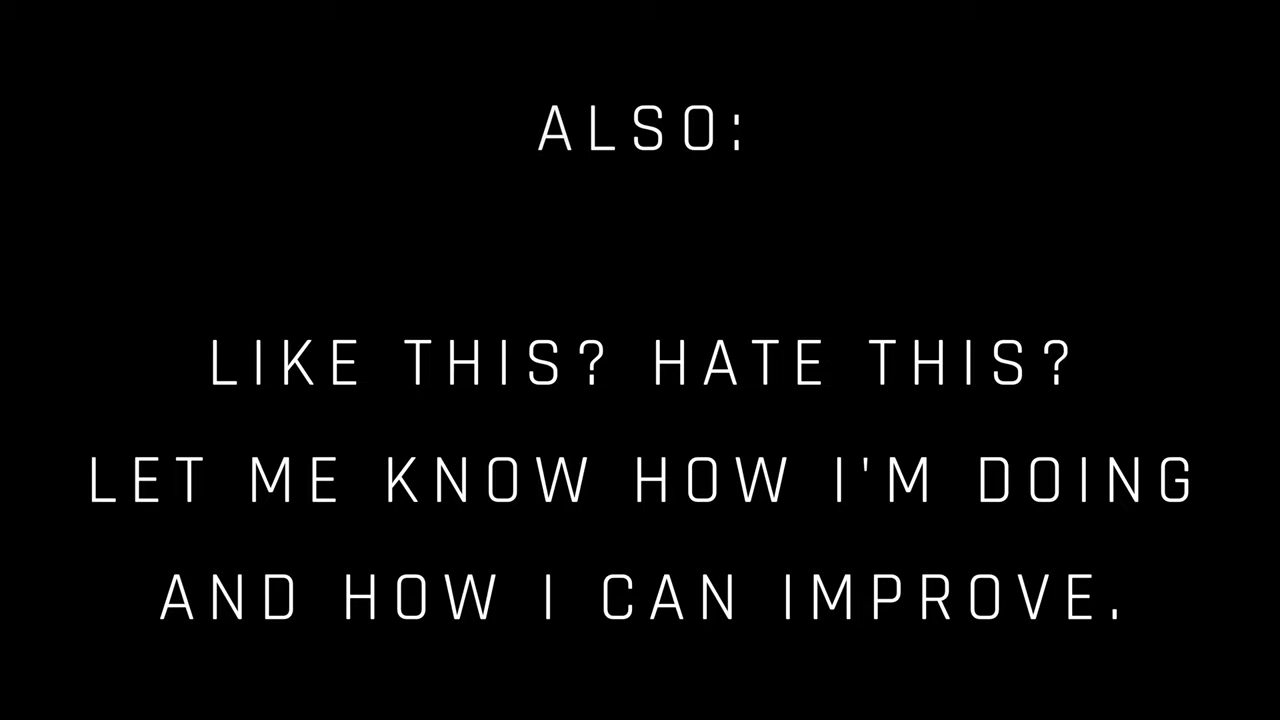 ALSO:
LIKE THIS? HATE THIS?
LET ME KNOW HOW I'M DOING
AND HOW I CAN IMPROVE.